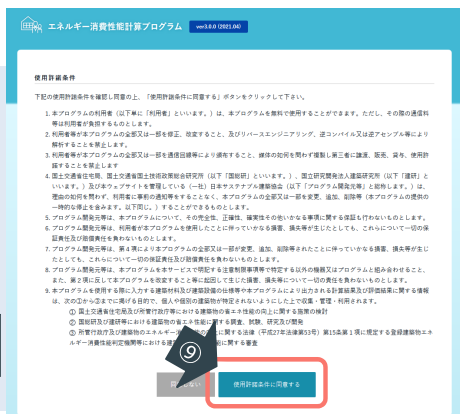 エネルギー消費性能計算プログラム ver3.0.0 (2021.04)
使用許諾条件
下記の使用許諾条件を確認し同意の上、「使用許諾条件に同意する」ボタンをクリックして下さい。
1. 本プログラムの利用者（以下単に「利用者」といいます。）は、本プログラムを無料で使用することができます。ただし、その際の通信料
等は利用者が負担するものとします。
2. 利用者等が本プログラムの全部又は一部を修正、改変すること、及びリバースエンジニアリング、逆コンパイル又は逆アセンブル等により
解析することを禁止します。
3. 利用者等が本プログラムの全部又は一部を通信回線等により頒布すること、媒体の如何を問わず複製し第三者に譲渡、販売、貸与、使用許
諾することを禁止します
4. 国土交通省住宅局、国土交通省国土技術政策総合研究所（以下「国総研」といいます。）、国立研究開発法人建築研究所（以下「建研」と
いいます。）及び本ウェブサイトを管理している（一社）日本サステナブル建築協会（以下「プログラム開発元等」と総称します。）は、
理由の如何を問わず、利用者に事前の通知等をすることなく、本プログラムの全部又は一部を変更、追加、削除等（本プログラムの提供の
一時的な停止を含みます。以下同じ。）することができるものとします。
5. プログラム開発元等は、本プログラムについて、その完全性、正確性、確実性その他いかなる事項に関する保証も行わないものとします。
6. プログラム開発元等は、利用者が本プログラムを使用したことに伴っていかなる損害、損失等が生じたとしても、これらについて一切の保
証責任及び賠償責任を負わないものとします。
7. プログラム開発元等は、第４項により本プログラムの全部又は一部が変更、追加、削除等されたことに伴っていかなる損害、損失等が生じ
たとしても、これらについて一切の保証責任及び賠償責任を負わないものとします。
8. プログラム開発元等は、本プログラムを本サービスで明記する注意制限事項等で特定する以外の機器又はプログラムと組み合わせること、
また、第２項に反して本プログラムを改変すること等に起因して生じた損害、損失等について一切の責任を負わないものとします。
9. 本プログラムを使用する際に入力する建築材料及び建築設備の仕様等や本プログラムにより出力される計算結果及び評価結果に関する情報
は、次の①から③までに掲げる目的で、個人や個別の建築物が特定されないようにした上で収集・管理・利用されます。
① 国土交通省住宅局及び所管行政庁等における建築物の省エネ性能の向上に関する施策の検討
② 国総研及び建研等における建築物の省エネ性能に関する調査、試験、研究及び開発
③ 所管行政庁及び建築物のエネルギー に関する法律（平成27年法律第53号）第15条第１項に規定する登録建築物エネ
ルギー消費性能判定機関等における建 能に関する審査
⑨
ない 使用許諾条件に同意する